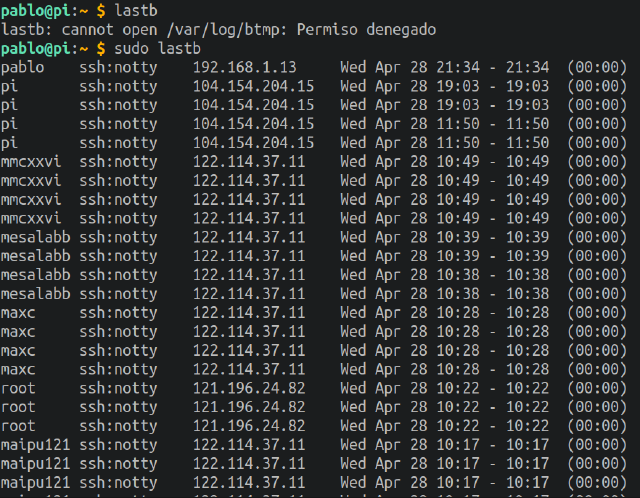 pablo@pi:~ $ lastb
lastb: cannot open /var/log/btmp: Permiso denegado
pablo@pi:~ $ sudo lastb
pablo    ssh:notty    192.168.1.13     Wed Apr 28 21:34 - 21:34  (00:00)
pi       ssh:notty    104.154.204.15   Wed Apr 28 19:03 - 19:03  (00:00)
pi       ssh:notty    104.154.204.15   Wed Apr 28 19:03 - 19:03  (00:00)
pi       ssh:notty    104.154.204.15   Wed Apr 28 11:50 - 11:50  (00:00)
pi       ssh:notty    104.154.204.15   Wed Apr 28 11:50 - 11:50  (00:00)
mmcxxvi  ssh:notty    122.114.37.11    Wed Apr 28 10:49 - 10:49  (00:00)
mmcxxvi  ssh:notty    122.114.37.11    Wed Apr 28 10:49 - 10:49  (00:00)
mmcxxvi  ssh:notty    122.114.37.11    Wed Apr 28 10:49 - 10:49  (00:00)
mmcxxvi  ssh:notty    122.114.37.11    Wed Apr 28 10:49 - 10:49  (00:00)
mesalabb ssh:notty    122.114.37.11    Wed Apr 28 10:39 - 10:39  (00:00)
mesalabb ssh:notty    122.114.37.11    Wed Apr 28 10:39 - 10:39  (00:00)
mesalabb ssh:notty    122.114.37.11    Wed Apr 28 10:38 - 10:38  (00:00)
mesalabb ssh:notty    122.114.37.11    Wed Apr 28 10:38 - 10:38  (00:00)
maxc     ssh:notty    122.114.37.11    Wed Apr 28 10:28 - 10:28  (00:00)
maxc     ssh:notty    122.114.37.11    Wed Apr 28 10:28 - 10:28  (00:00)
maxc     ssh:notty    122.114.37.11    Wed Apr 28 10:28 - 10:28  (00:00)
maxc     ssh:notty    122.114.37.11    Wed Apr 28 10:28 - 10:28  (00:00)
root     ssh:notty    121.196.24.82    Wed Apr 28 10:22 - 10:22  (00:00)
root     ssh:notty    121.196.24.82    Wed Apr 28 10:22 - 10:22  (00:00)
root     ssh:notty    121.196.24.82    Wed Apr 28 10:22 - 10:22  (00:00)
maipu121 ssh:notty    122.114.37.11    Wed Apr 28 10:17 - 10:17  (00:00)
maipu121 ssh:notty    122.114.37.11    Wed Apr 28 10:17 - 10:17  (00:00)
maipu121 ssh:notty    122.114.37.11    Wed Apr 28 10:17 - 10:17  (00:00)